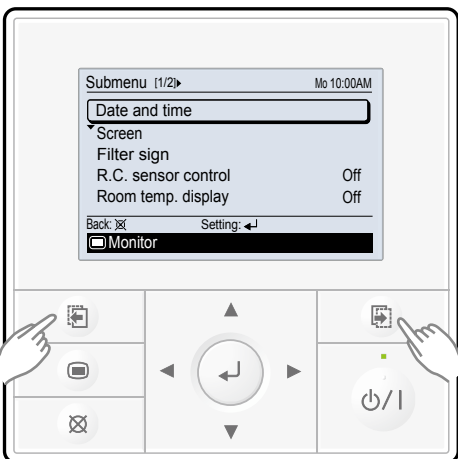 Submenu [1/2]▸ Mo 10:00AM
Date and time
Screen
Filter sign
R.C. sensor control Off
Room temp. display Off
Back: Setting:
Monitor